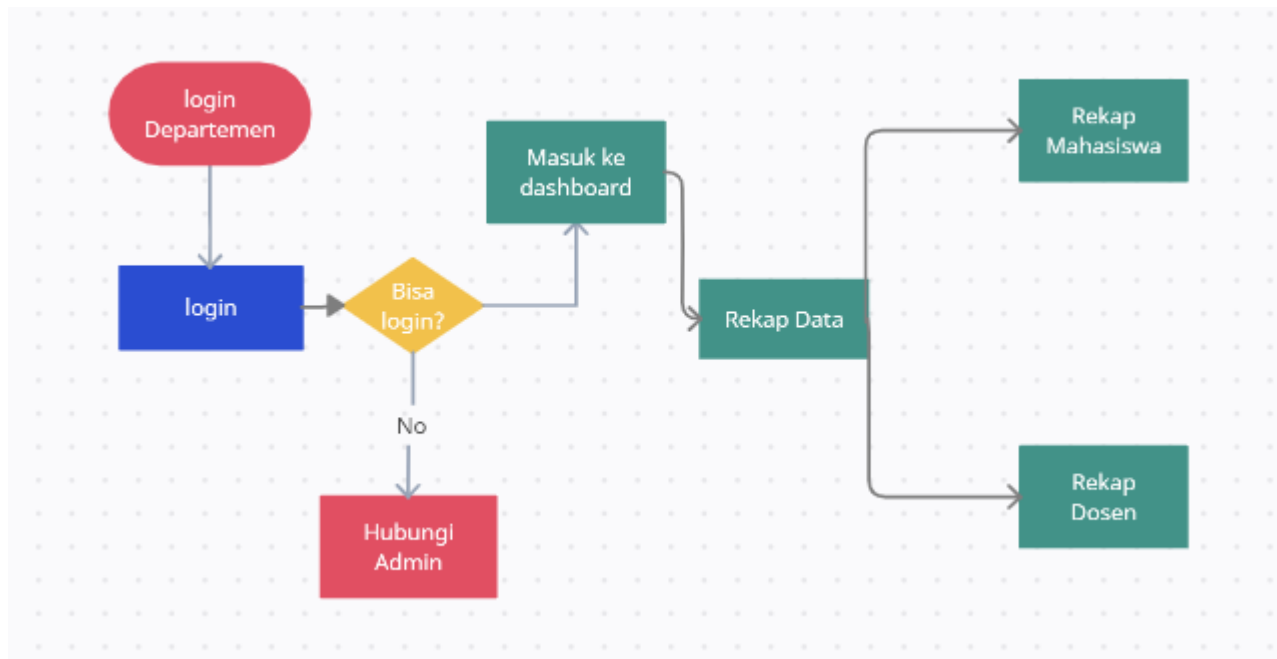 login
Departemen
login
Bisa
login?
No
Hubungi
Admin
Masuk ke
dashboard
Rekap Data
Rekap
Mahasiswa
Rekap
Dosen